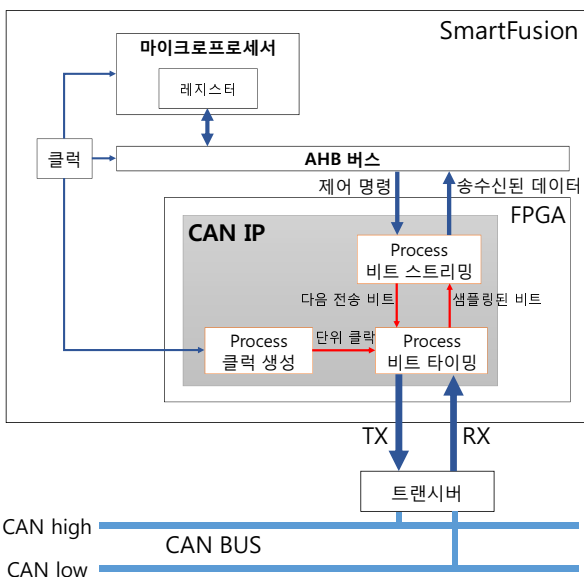 SmartFusion
마이크로프로세서
레지스터
클럭
AHB 버스
제어 명령
송수신된 데이터
FPGA
CAN IP
Process
비트 스트리밍
다음 전송 비트
샘플링된 비트
Process
클럭 생성
단위 클락
Process
비트 타이밍
TX
RX
트랜시버
CAN high
CAN BUS
CAN low